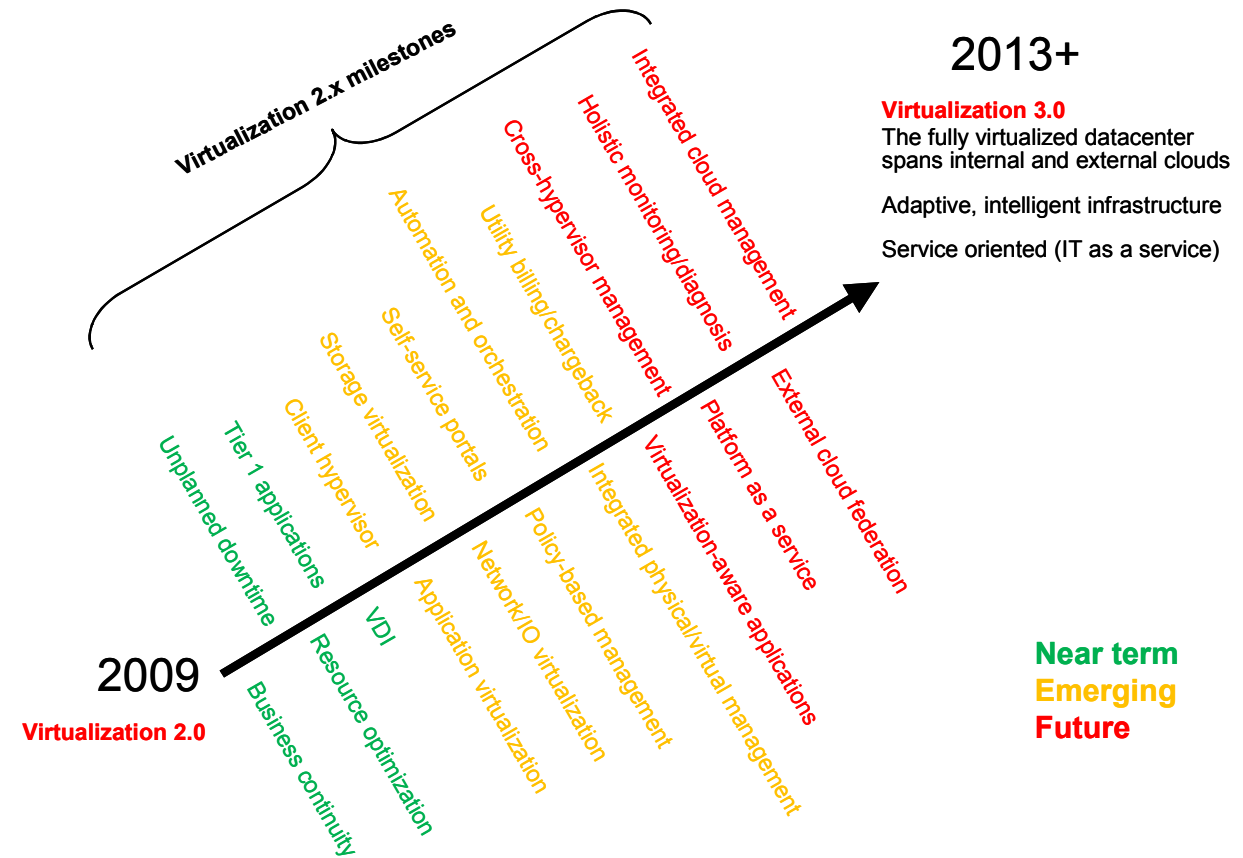 Virtualization 2.x milestones
2013+
Virtualization 3.0
The fully virtualized datacenter
spans internal and external clouds
Adaptive, intelligent infrastructure
Service oriented (IT as a service)
Unplanned downtime
Tier 1 applications
Client hypervisor
Storage virtualization
Self-service portals
Automation and orchestration
Utility billing/chargeback
Cross-hypervisor management
Holistic monitoring/diagnosis
Integrated cloud management
2009
Virtualization 2.0
Business continuity
Resource optimization
VDI
Application virtualization
Network/IO virtualization
Policy-based management
Integrated physical/virtual management
Virtualization-aware applications
Platform as a service
External cloud federation
Near term
Emerging
Future